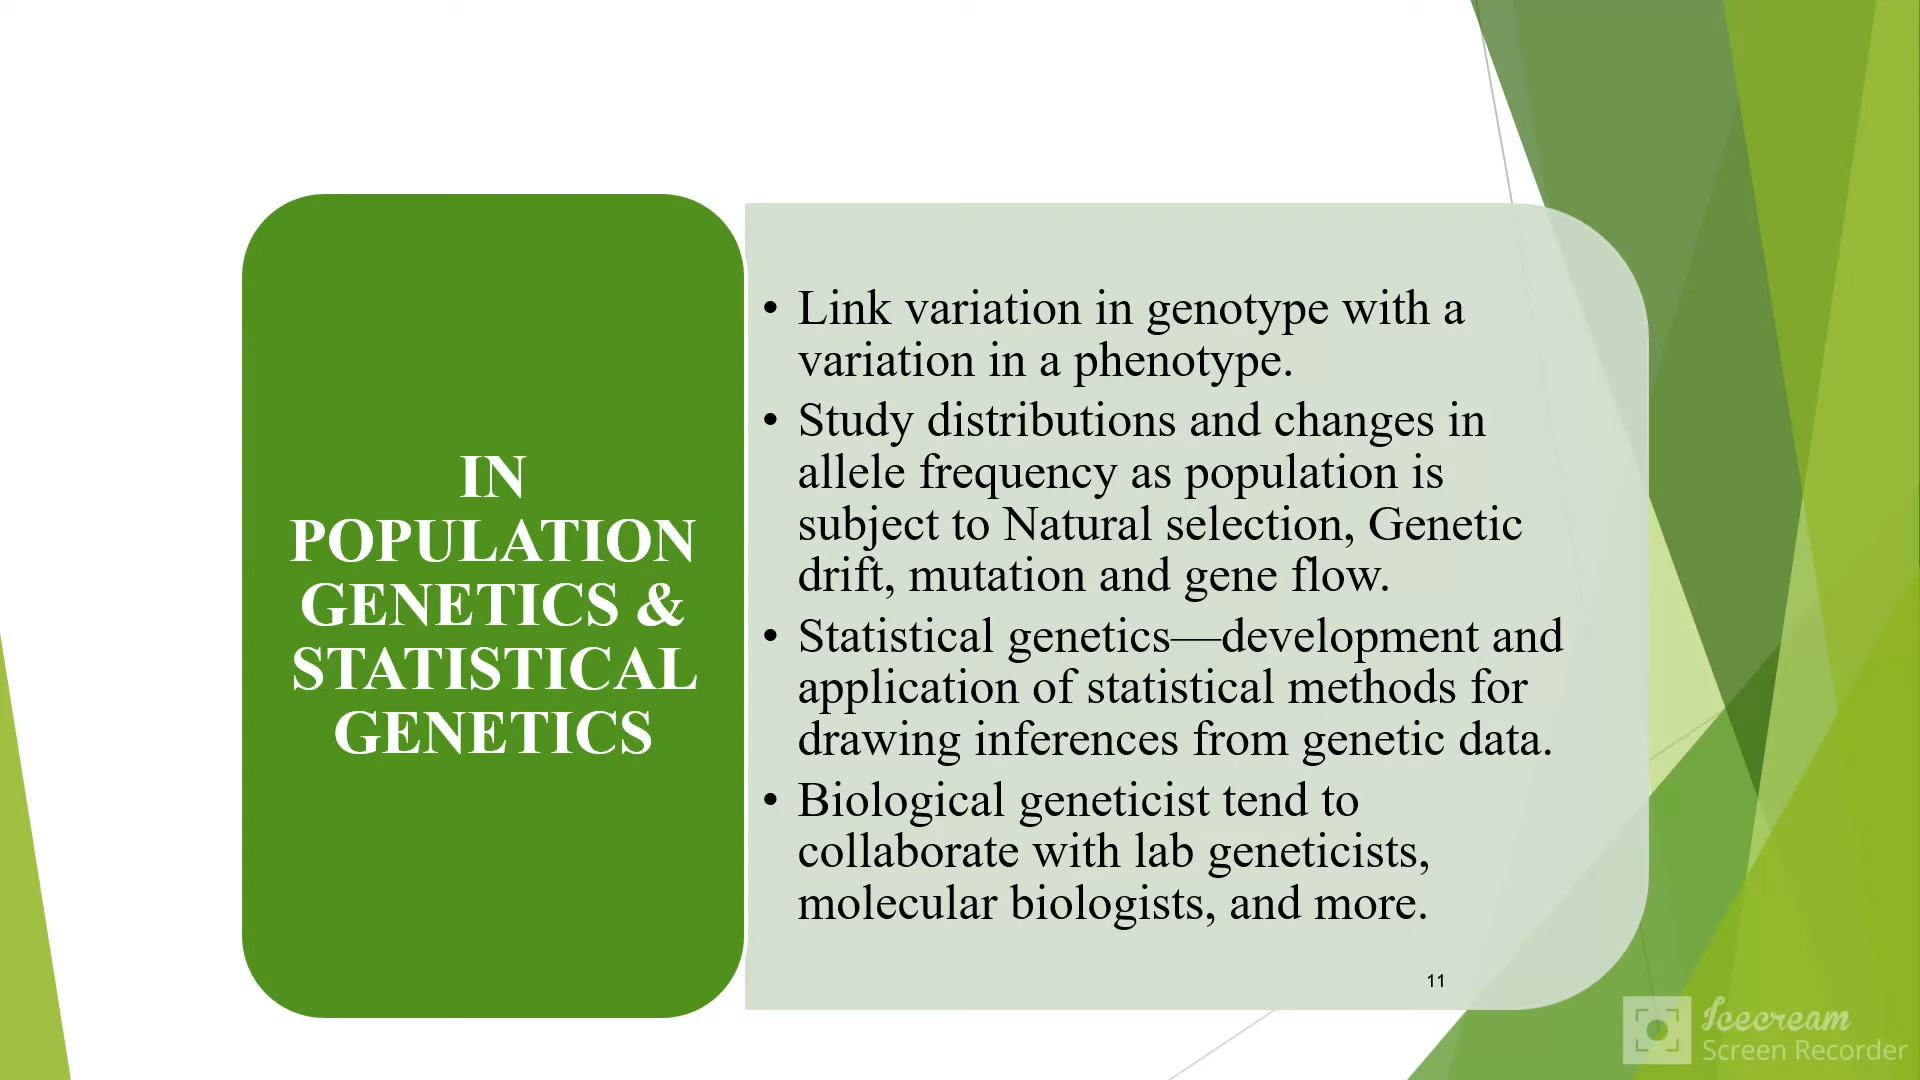 IN
POPULATION
GENETICS &
STATISTICAL
GENETICS
• Link variation in genotype with a
variation in a phenotype.
• Study distributions and changes in
allele frequency as population is
subject to Natural selection, Genetic
drift, mutation and gene flow.
• Statistical genetics—development and
application of statistical methods for
drawing inferences from genetic data.
• Biological geneticist tend to
collaborate with lab geneticists,
molecular biologists, and more.
11
Icecream
Screen Recorder